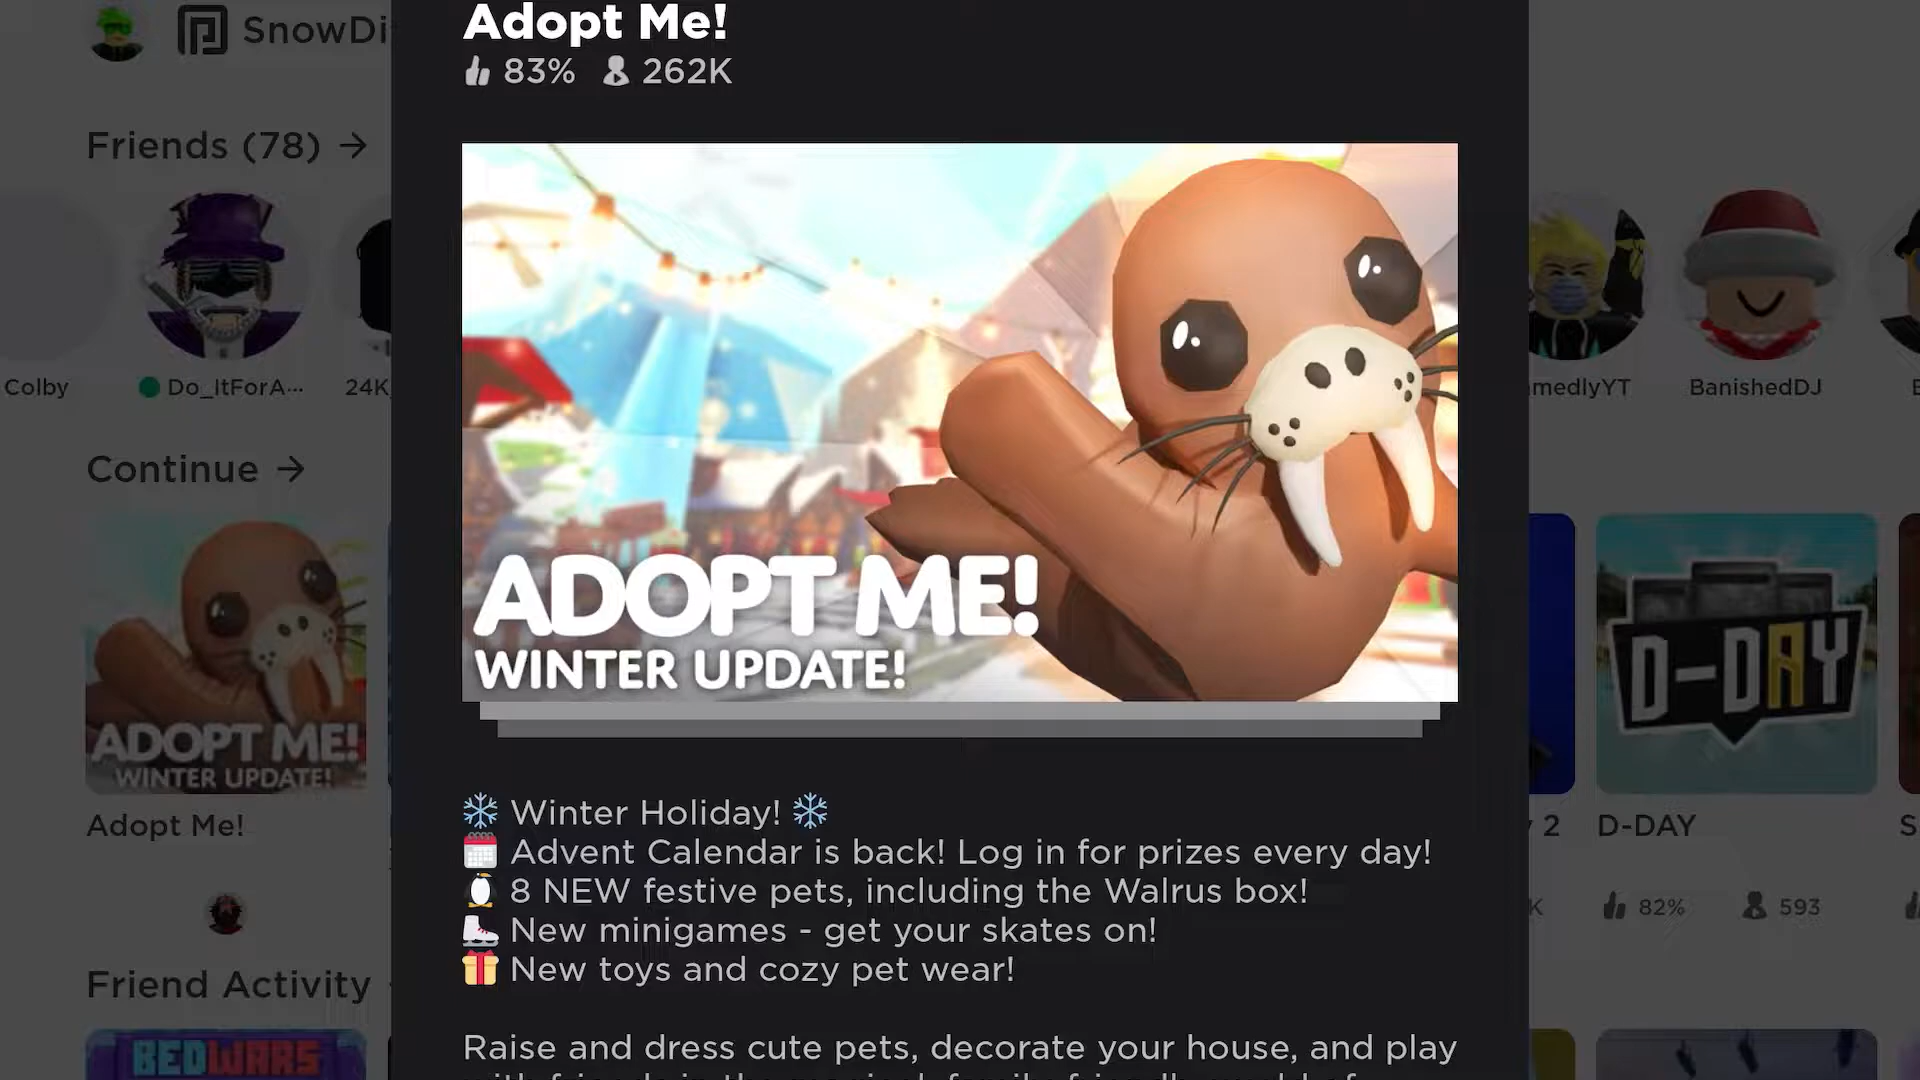 Adopt Me!
83% 262K
SnowDi
Friends (78) →
Colby
Do_ItForA...
24K
medlyYT
BanishedDJ
Continue →
ADOPT ME!
WINTER UPDATE!
ADOPT ME!
WINTER UPDATE!
Adopt Me!
D-DAY
2
D-DAY
S
K
82% 593
❄ Winter Holiday! ❄
Advent Calendar is back! Log in for prizes every day!
8 NEW festive pets, including the Walrus box!
New minigames - get your skates on!
New toys and cozy pet wear!
Friend Activity
BEDWARS
Raise and dress cute pets, decorate your house, and play